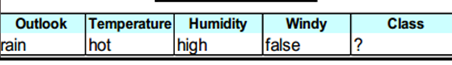 Outlook Temperature Humidity Windy Class
rain hot high false ?